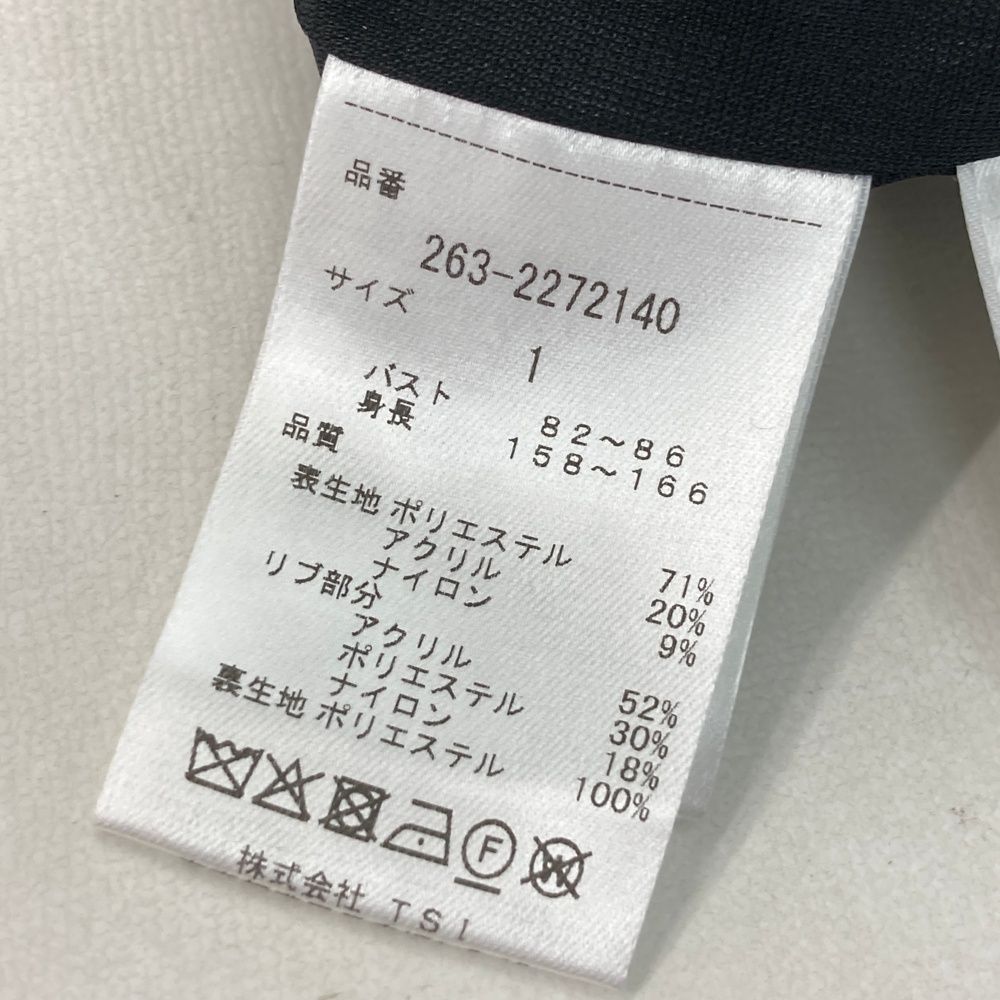 品番
263-2272140
サイズ
1
バスト 82～86
身長 158～166
品質
表生地 ポリエステル 71%
アクリル 20%
ナイロン 9%
リブ部分
アクリル 52%
ポリエステル 30%
ナイロン 18%
裏生地 ポリエステル 100%
F W
株式会社 TSI